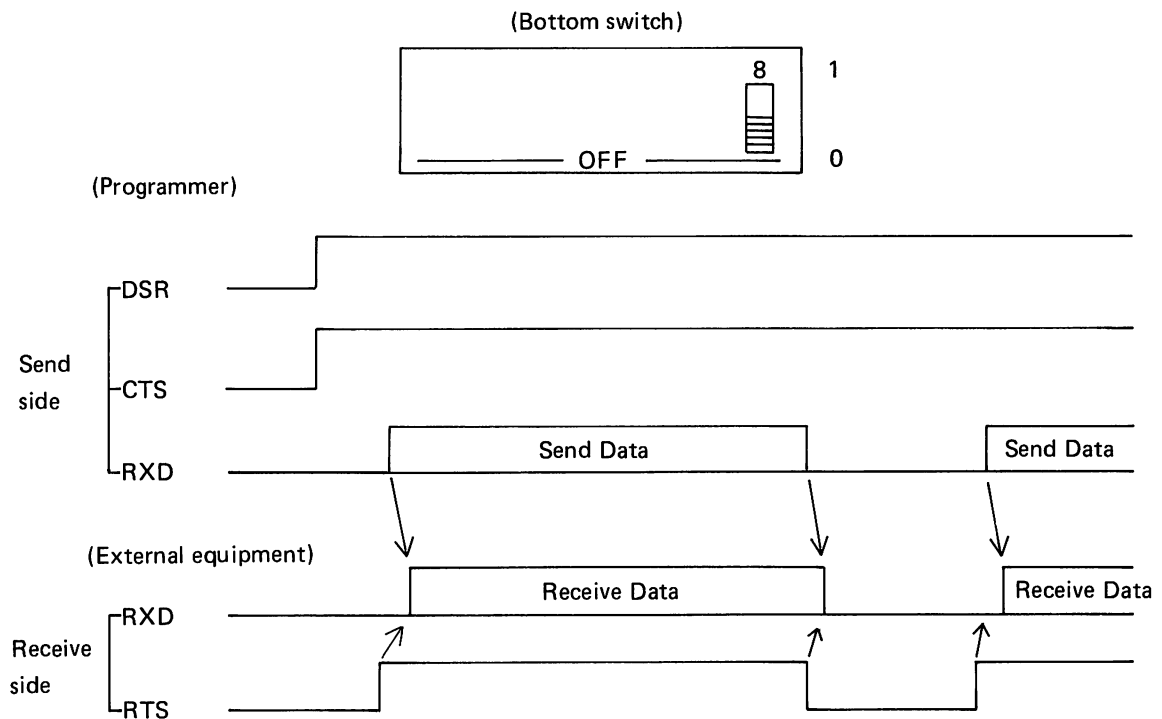 (Bottom switch)
8
1
OFF
0
(Programmer)
DSR
Send
side
CTS
Send Data
Send Data
RXD
(External equipment)
Receive Data
Receive Data
RXD
Receive
side
RTS